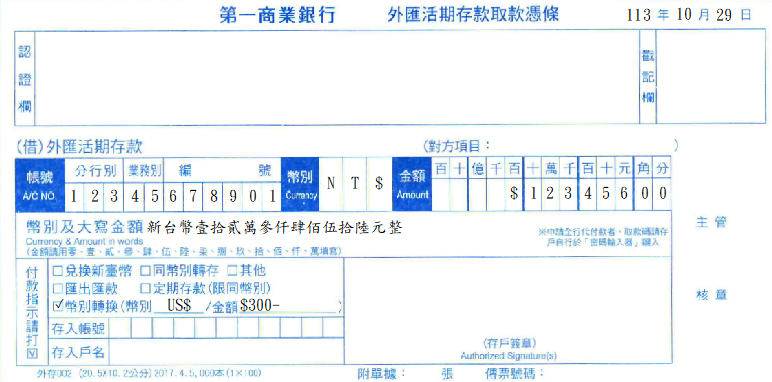 第一商業銀行 外匯活期存款取款憑條 113 年 10 月 29 日
認證欄
戳記欄
(借)外匯活期存款 (對方項目: )
帳號 A/C NO. 分行別 業務別 編 號 幣別 Currency N T $ 金額 Amount 百 十 億 千 百 十 萬 千 百 十 元 角 分
1 2 3 4 5 6 7 8 9 0 1 $ 1 2 3 4 5 6 0 0
幣別及大寫金額 新台幣壹拾貳萬參仟肆佰伍拾陸元整
Currency & Amount in words
(金額請用零、壹、貳、參、肆、伍、陸、柒、捌、玖、拾、佰、仟、萬填寫)
※申請全行代付款者,取款碼請存戶自行於「密碼輸入器」鍵入
主管
核章
付款指示請打☑
□兌換新臺幣 □同幣別轉存 □其他
□匯出匯款 □定期存款(限同幣別)
☑幣別轉換(幣別 US$ /金額 $300- )
存入帳號
存入戶名
(存戶簽章)
Authorized Signature(s)
外存002 (20.5X10.2公分)2017.4.5,000本(1×100) 附單據: 張 傳票號碼: